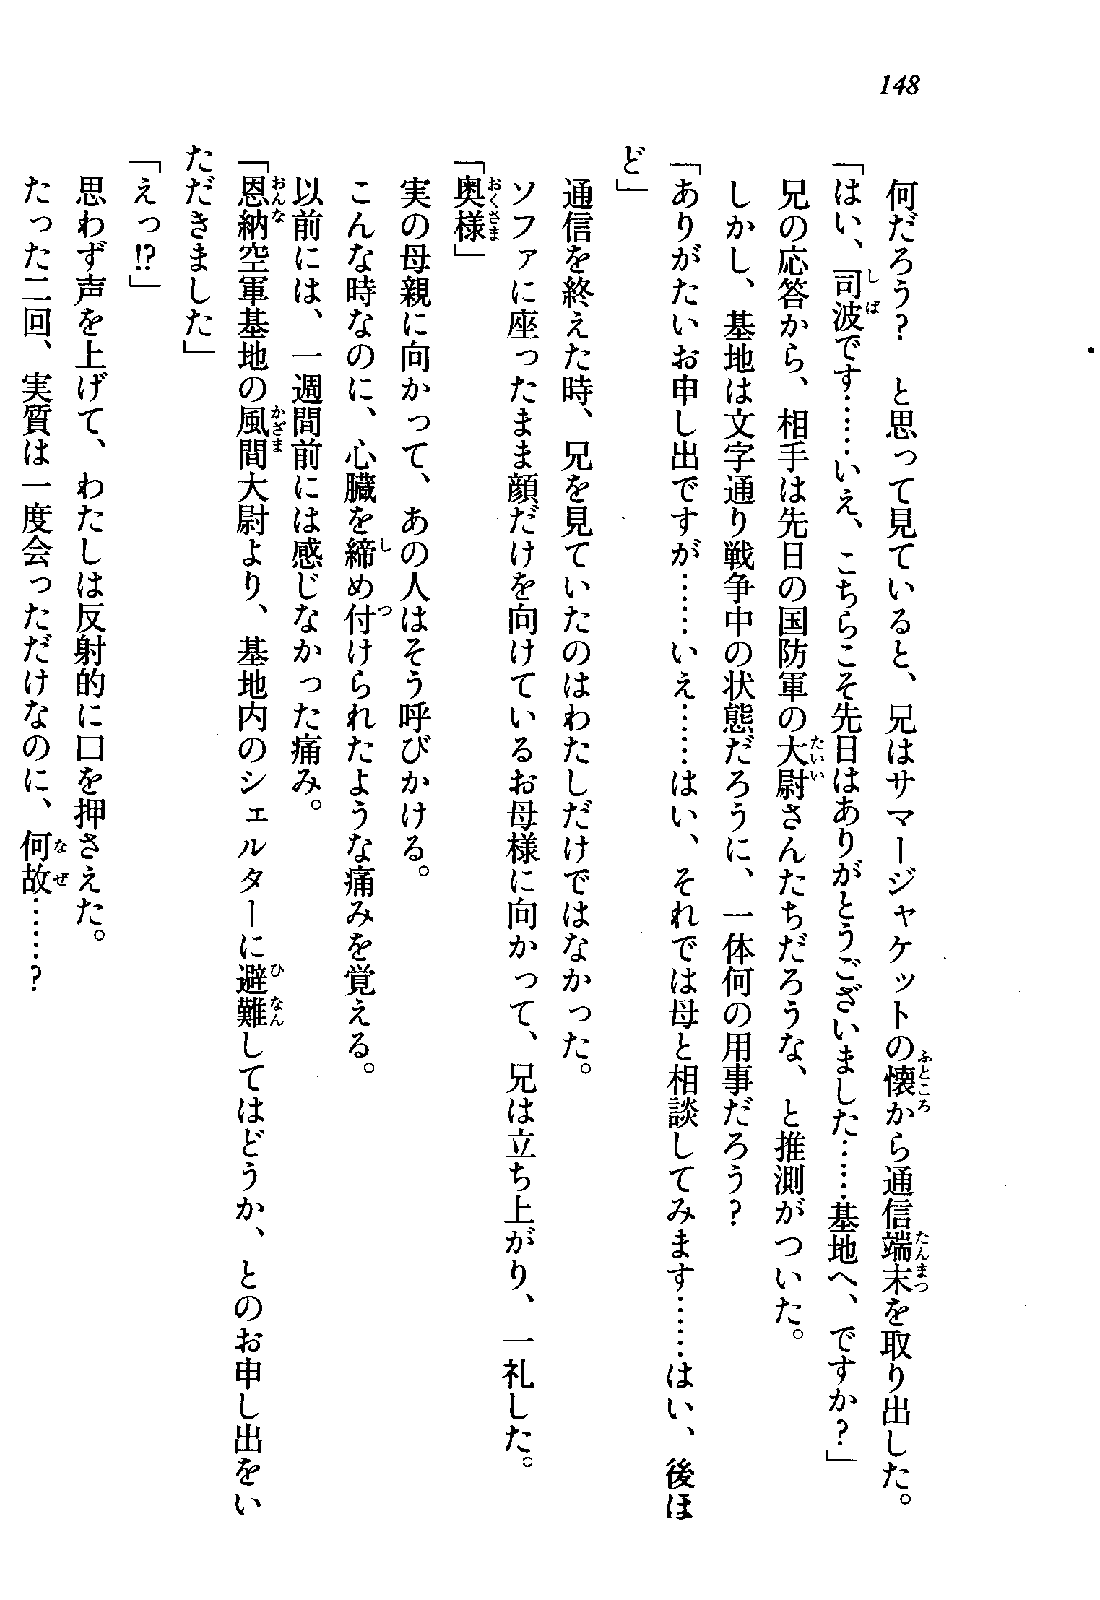 148
何だろう？　と思って見ていると、兄はサマージャケットの懐から通信端末を取り出した。
「はい、司波です……いえ、こちらこそ先日はありがとうございました……基地へ、ですか？」
兄の応答から、相手は先日の国防軍の大尉さんたちだろうな、と推測がついた。
しかし、基地は文字通り戦争中の状態だろうに、一体何の用事だろう？
「ありがたいお申し出ですが……いえ……はい、それでは母と相談してみます……はい、後ほ
ど」
通信を終えた時、兄を見ていたのはわたしだけではなかった。
ソファに座ったまま顔だけを向けているお母様に向かって、兄は立ち上がり、一礼した。
「奥様」
実の母親に向かって、あの人はそう呼びかける。
こんな時なのに、心臓を締め付けられたような痛みを覚える。
以前には、一週間前には感じなかった痛み。
「恩納空軍基地の風間大尉より、基地内のシェルターに避難してはどうか、とのお申し出をい
ただきました」
「えっ!?」
思わず声を上げて、わたしは反射的に口を押さえた。
たった二回、実質は一度会っただけなのに、何故……？